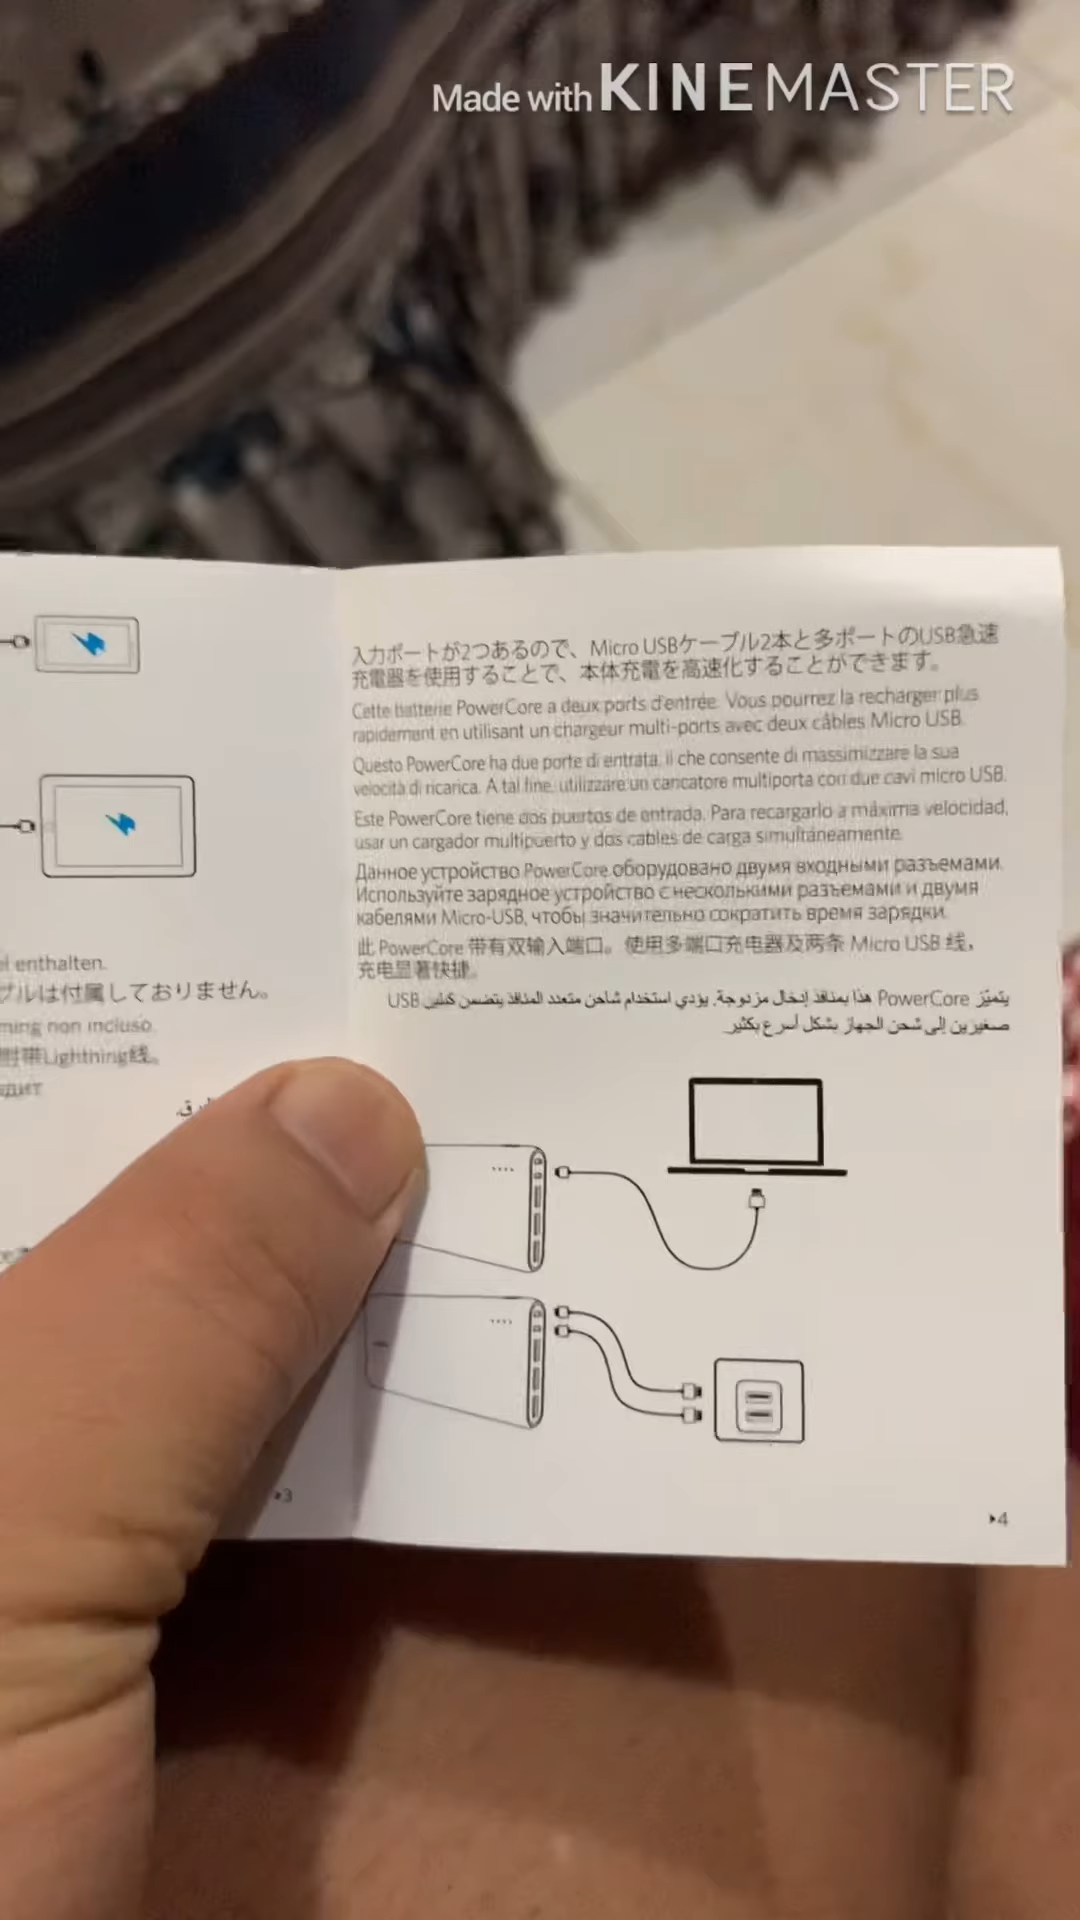 Made with KINEMASTER
入力ポートが2つあるので、Micro USBケーブル2本と多ポートのUSB急速
充電器を使用することで、本体充電を高速化することができます。
Cette batterie PowerCore a deux ports d'entrée. Vous pourrez la recharger plus
rapidement en utilisant un chargeur multi-ports avec deux câbles Micro USB.
Questo PowerCore ha due porte di entrata, il che consente di massimizzare la sua
velocità di ricarica. A tal fine, utilizzare un caricatore multiporta con due cavi micro USB.
Este PowerCore tiene dos puertos de entrada. Para recargarlo a máxima velocidad,
usar un cargador multipuerto y dos cables de carga simultáneamente.
Данное устройство PowerCore оборудовано двумя входными разъемами.
Используйте зарядное устройство с несколькими разъемами и двумя
кабелями Micro-USB, чтобы значительно сократить время зарядки.
此 PowerCore 带有双输入端口。使用多端口充电器及两条 Micro USB 线，
充电显著快捷。
يتميّز PowerCore هذا بمنافذ إدخال مزدوجة. يؤدي استخدام شاحن متعدد المنافذ يتضمن كبلين USB
صغيرين إلى شحن الجهاز بشكل أسرع بكثير.
enthalten.
ブルは付属しておりません。
non incluso.
附带Lightning线。
3
4